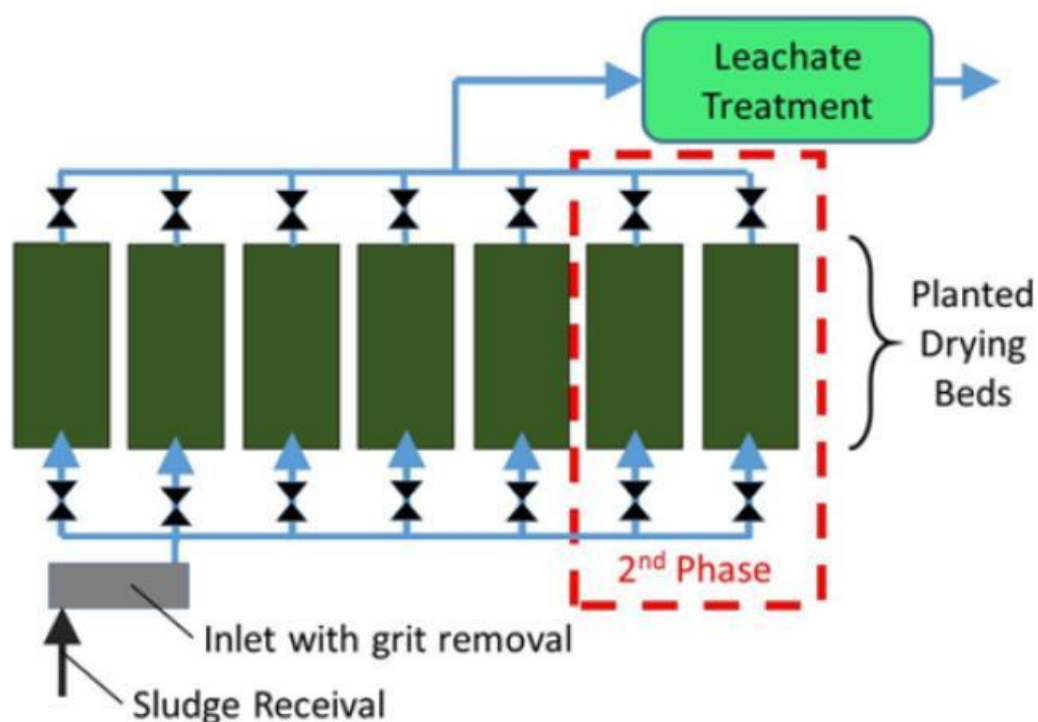 Leachate
Treatment
Planted
Drying
Beds
2nd Phase
Inlet with grit removal
Sludge Receival